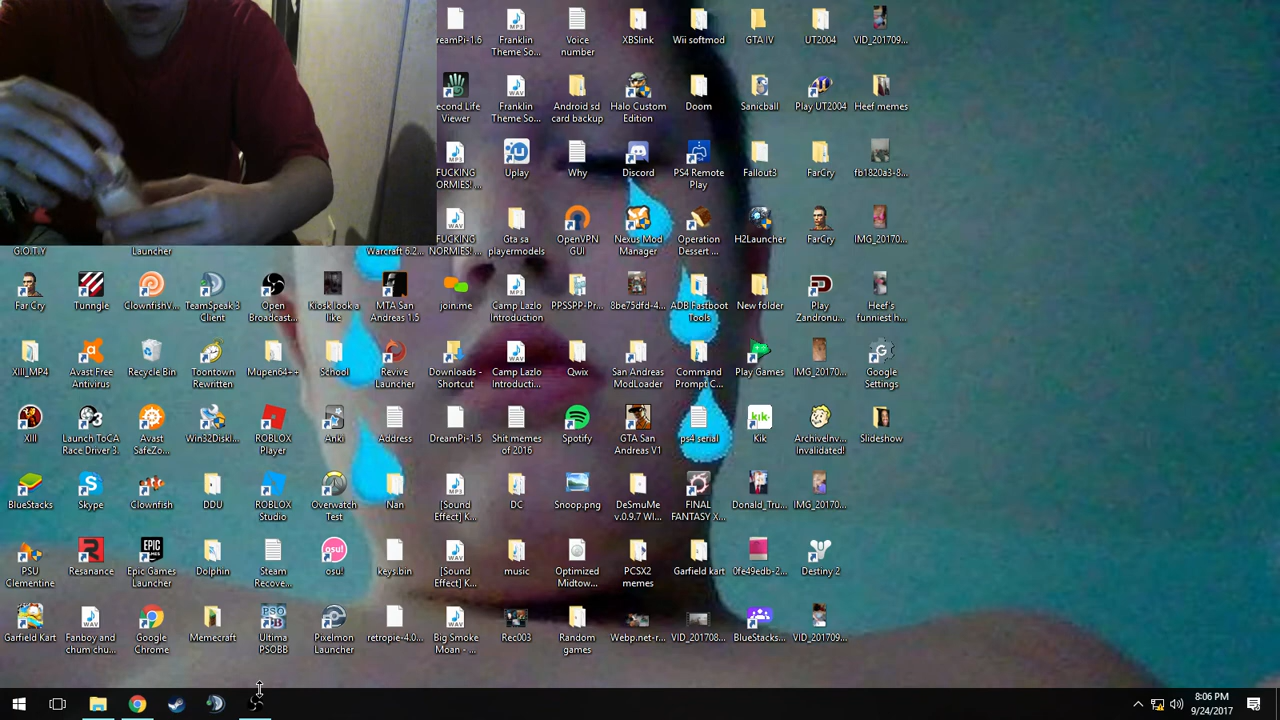 reamPi-1.6
Franklin
Theme So...
Voice
number
XBSlink
Wii softmod
GTA IV
UT2004
VID_201709...
econd Life
Viewer
Franklin
Theme So...
Android sd
card backup
Halo Custom
Edition
Doom
Sanicball
Play UT2004
Heef memes
FUCKING
ORMIES! ...
Uplay
Why
Discord
PS4 Remote
Play
Fallout3
FarCry
fb1820a3-8...
G.O.T.Y
Launcher
Warcraft 6.2...
FUCKING
NORMIES! ...
Gta sa
playermodels
OpenVPN
GUI
Nexus Mod
Manager
Operation
Dessert ...
H2Launcher
FarCry
IMG_20170...
Far Cry
Tunngle
ClownfishV...
TeamSpeak 3
Client
Open
Broadcast...
Kiosk look a
like
MTA San
Andreas 1.5
join.me
Camp Lazlo
Introduction
PPSSPP-Pr...
8be75dfd-4...
ADB Fastboot
Tools
New folder
Play
Zandronu...
Heef's
funniest h...
XIII_MP4
Avast Free
Antivirus
Recycle Bin
Toontown
Rewritten
Mupen64++
School
Revive
Launcher
Downloads -
Shortcut
Camp Lazlo
Introducti...
Qwix
San Andreas
ModLoader
Command
Prompt C...
Play Games
IMG_20170...
Google
Settings
XIII
Launch ToCA
Race Driver 3.
Avast
SafeZo...
Win32DiskI...
ROBLOX
Player
Anki
Address
DreamPi-1.5
Shit memes
of 2016
Spotify
GTA San
Andreas V1
ps4 serial
Kik
ArchiveInv...
Invalidated!
Slideshow
BlueStacks
Skype
Clownfish
DDU
ROBLOX
Studio
Overwatch
Test
Nan
[Sound
Effect] K...
DC
Snoop.png
DeSmuMe
v.0.9.7 WI...
FINAL
FANTASY X...
Donald_Tru...
IMG_20170...
PSU
Clementine
Resanance
Epic Games
Launcher
Dolphin
Steam
Recove...
osu!
keys.bin
[Sound
Effect] K...
music
Optimized
Midtow...
PCSX2
memes
Garfield kart
0fe49edb-2...
Destiny 2
Garfield Kart
Fanboy and
chum chu...
Google
Chrome
Memecraft
Ultima
PSOBB
Pixelmon
Launcher
retropie-4.0...
Big Smoke
Moan - ...
Rec003
Random
games
Webp.net-r...
VID_201708...
BlueStacks...
VID_201709...
8:06 PM
9/24/2017